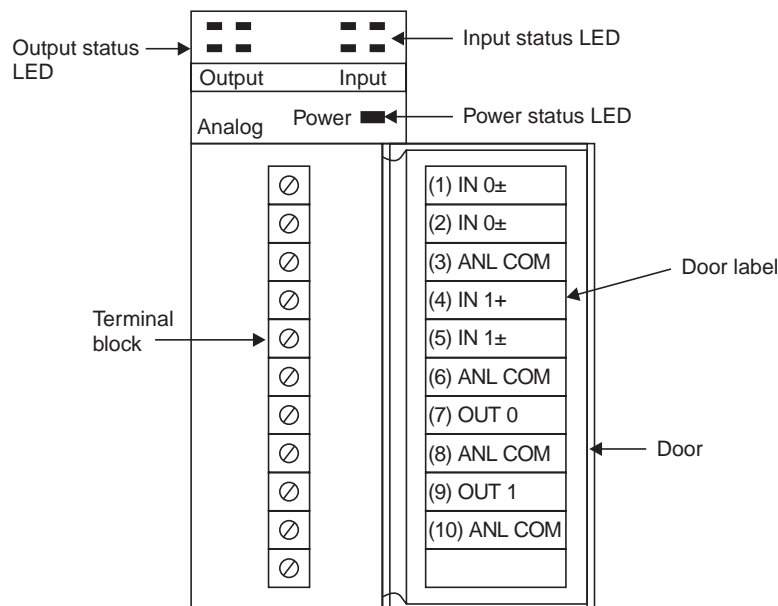 Output status
LED
Input status LED
Output
Input
Power
Power status LED
Analog
(1) IN 0±
(2) IN 0±
(3) ANL COM
(4) IN 1+
(5) IN 1±
(6) ANL COM
(7) OUT 0
(8) ANL COM
(9) OUT 1
(10) ANL COM
Door label
Terminal
block
Door